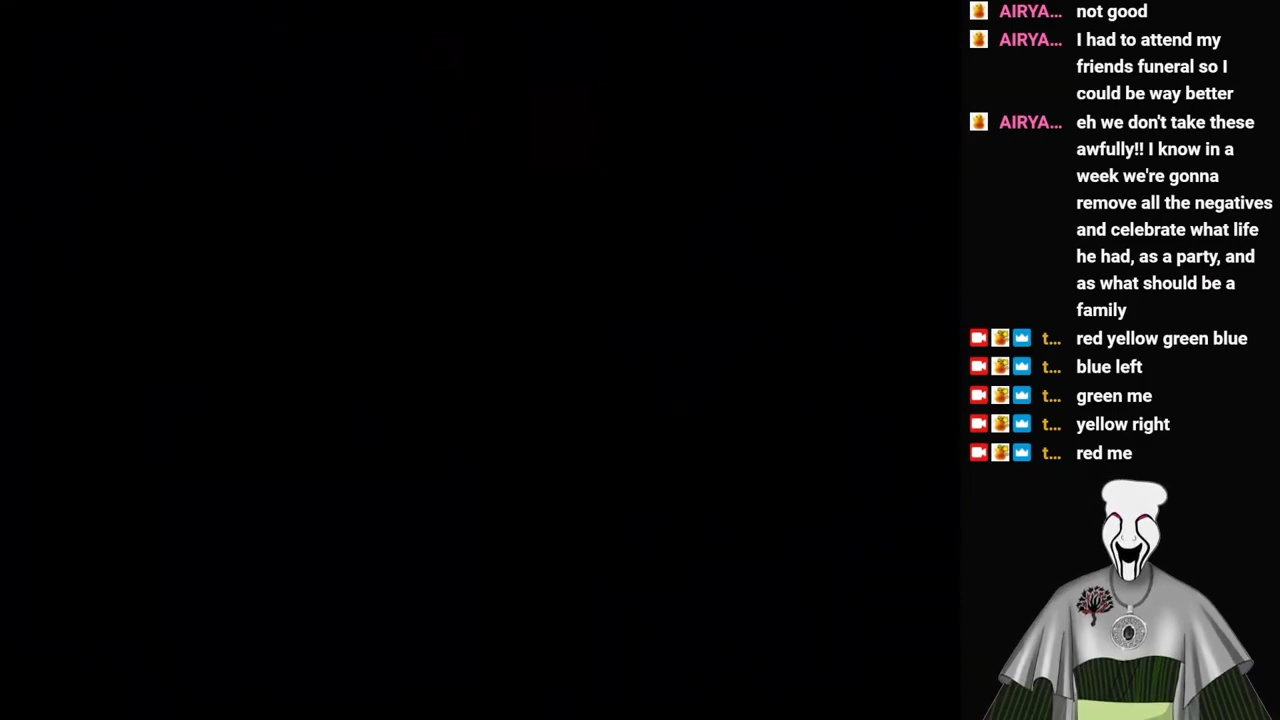 AIRYA... not good
AIRYA... I had to attend my
friends funeral so I
could be way better
AIRYA... eh we don't take these
awfully!! I know in a
week we're gonna
remove all the negatives
and celebrate what life
he had, as a party, and
as what should be a
family
t... red yellow green blue
t... blue left
t... green me
t... yellow right
t... red me